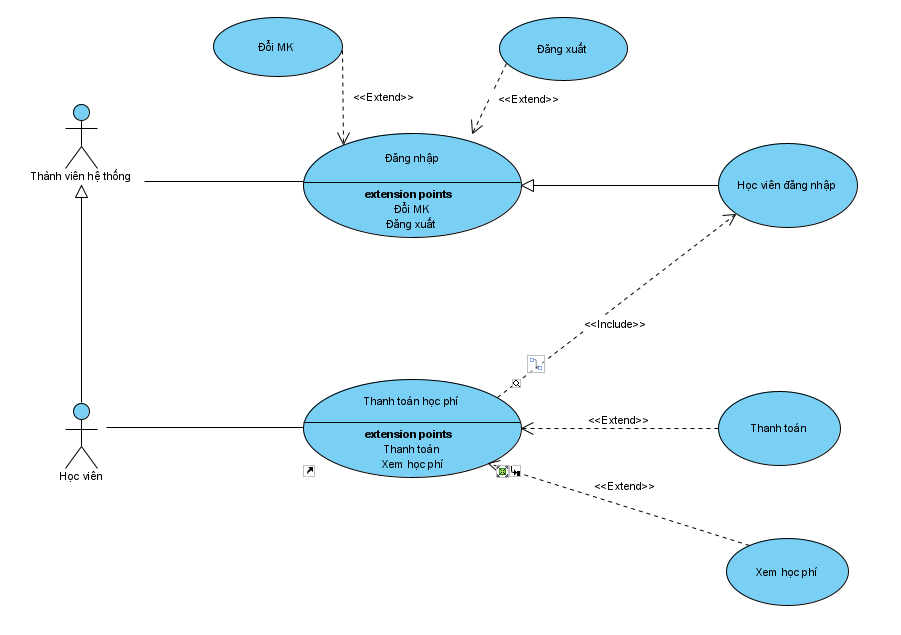 Đổi MK
Đăng xuất
<<Extend>>
<<Extend>>
Thành viên hệ thống
Đăng nhập
extension points
Đổi MK
Đăng xuất
Học viên đăng nhập
<<Include>>
Thanh toán học phí
extension points
Thanh toán
Xem học phí
<<Extend>>
Thanh toán
Học viên
<<Extend>>
Xem học phí